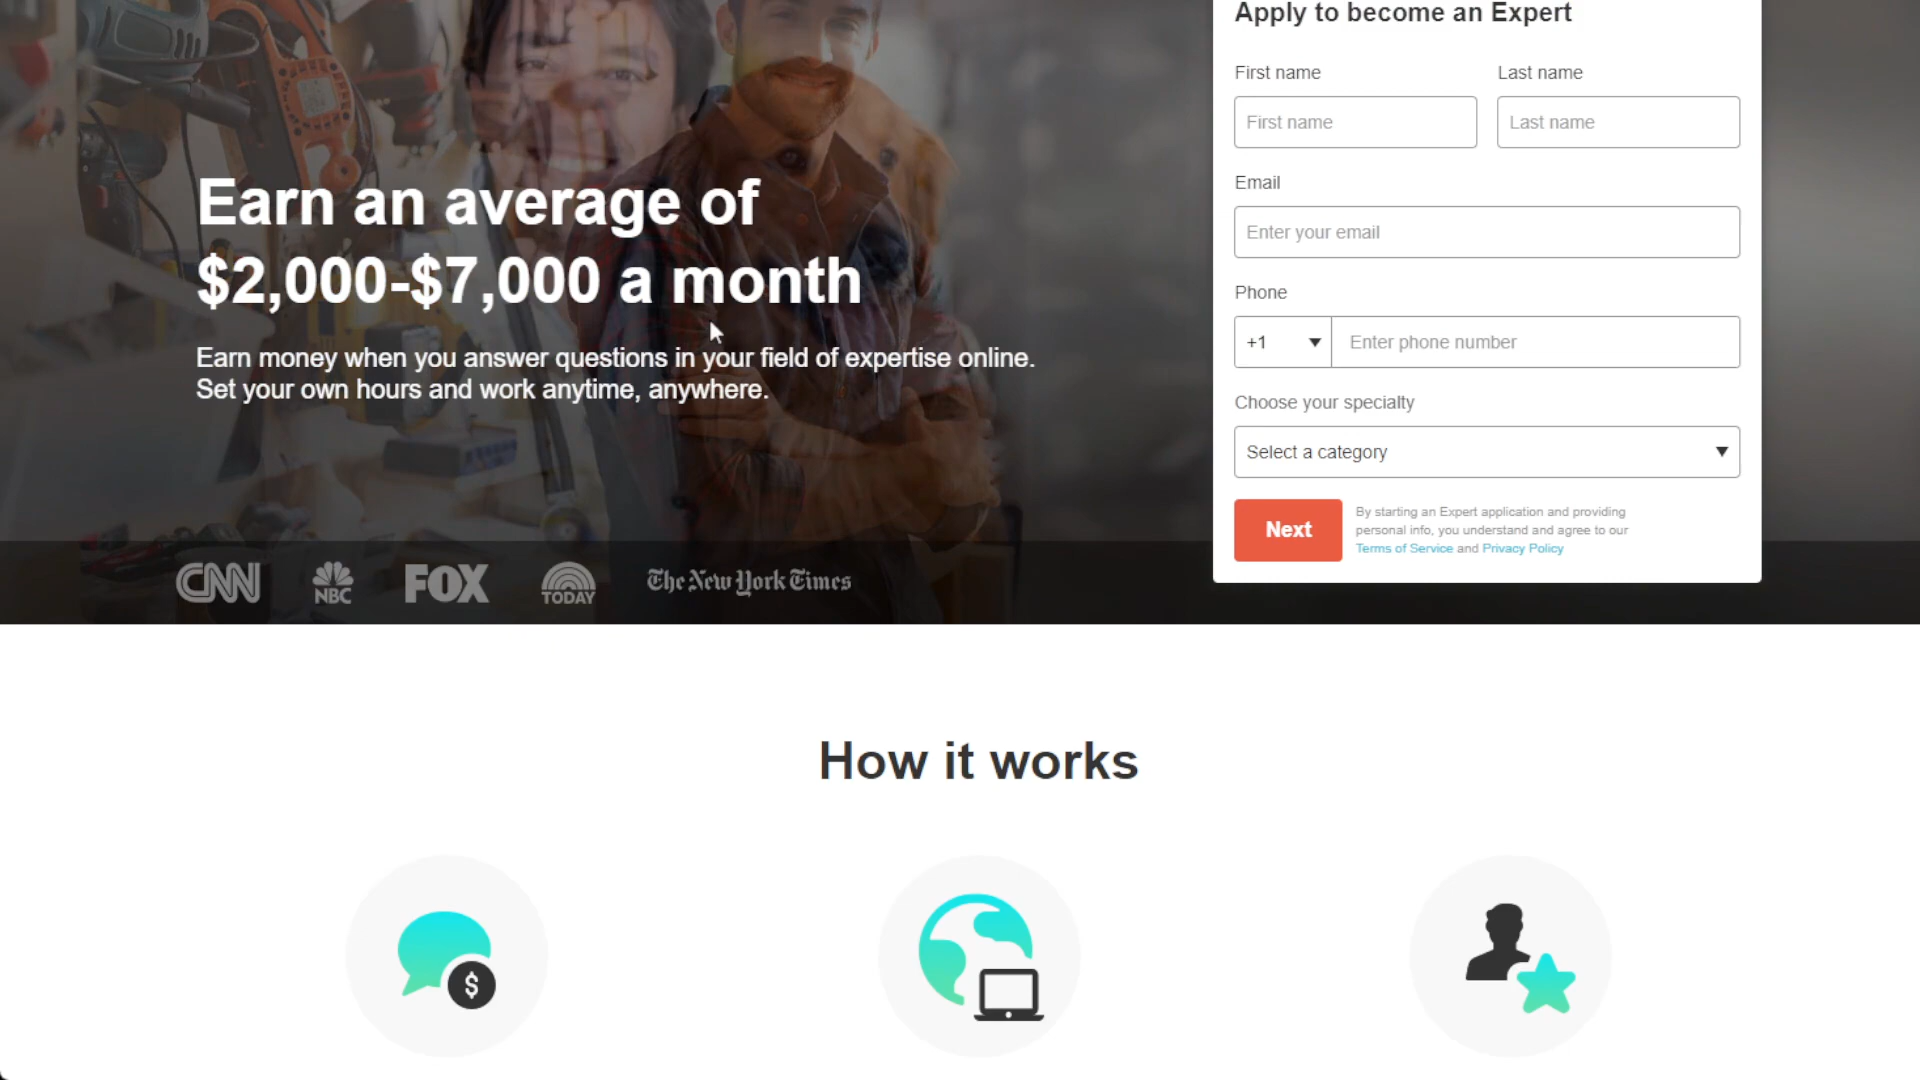 Apply to become an Expert
First name
Last name
First name
Last name
Email
Enter your email
Phone
+1
Enter phone number
Choose your specialty
Select a category
Next
By starting an Expert application and providing
personal info, you understand and agree to our
Terms of Service and Privacy Policy
Earn an average of
$2,000-$7,000 a month
Earn money when you answer questions in your field of expertise online.
Set your own hours and work anytime, anywhere.
CNN
NBC
FOX
TODAY
The New York Times
How it works
$